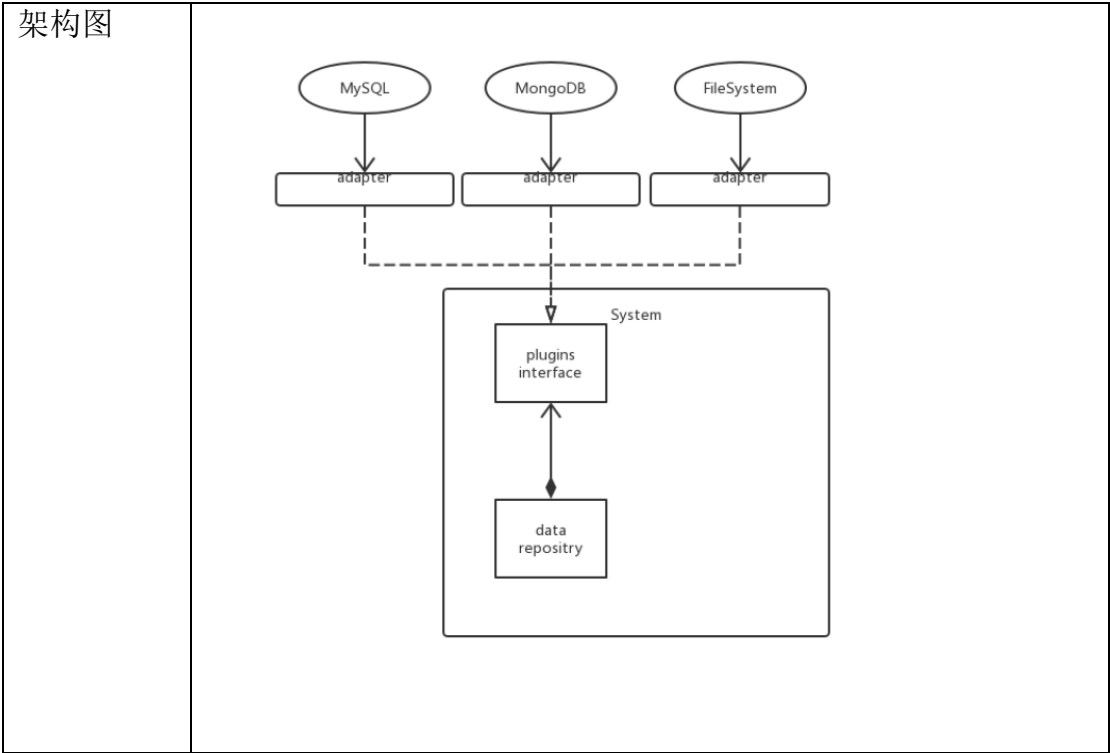 架构图
MySQL
MongoDB
FileSystem
adapter
adapter
adapter
System
plugins
interface
data
repositry